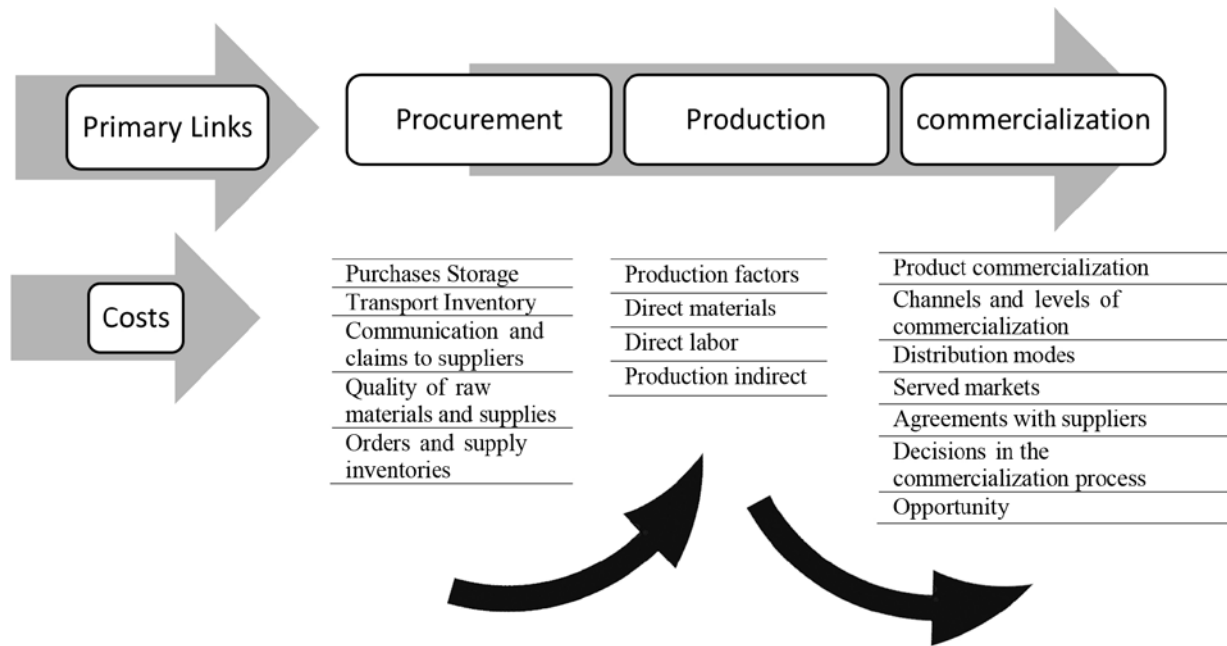 Primary Links
Procurement
Production
commercialization
Costs
Purchases Storage
Transport Inventory
Communication and
claims to suppliers
Quality of raw
materials and supplies
Orders and supply
inventories
Production factors
Direct materials
Direct labor
Production indirect
Product commercialization
Channels and levels of
commercialization
Distribution modes
Served markets
Agreements with suppliers
Decisions in the
commercialization process
Opportunity